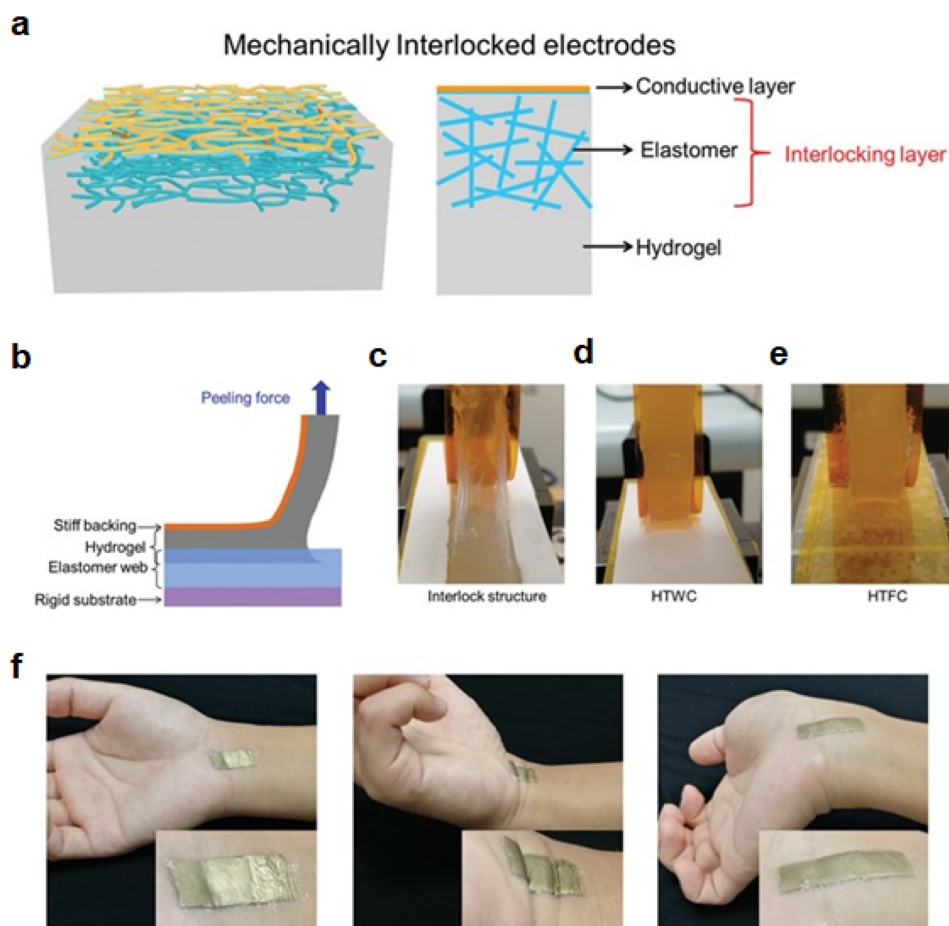 a
Mechanically Interlocked electrodes
Conductive layer
Elastomer
Interlocking layer
Hydrogel
b
c
d
e
Peeling force
Stiff backing
Hydrogel
Elastomer web
Rigid substrate
Interlock structure
HTWC
HTFC
f